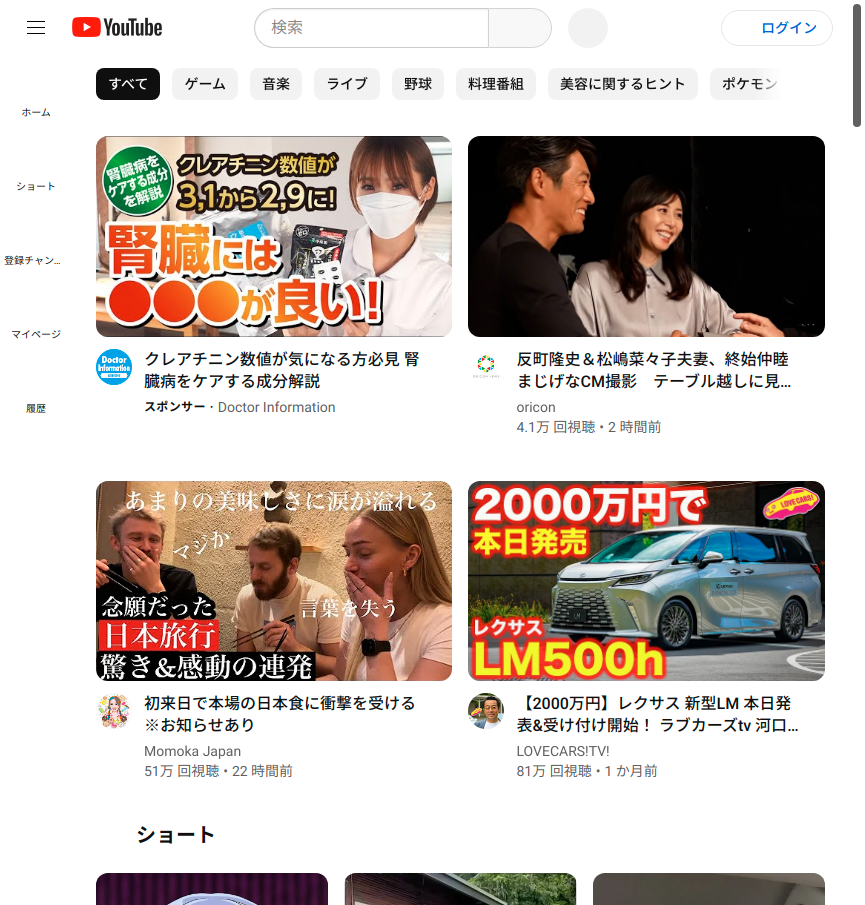 YouTube
検索
ログイン
すべて
ゲーム
音楽
ライブ
野球
料理番組
美容に関するヒント
ポケモン
ホーム
ショート
登録チャン...
マイページ
履歴
腎臓病を
ケアする成分
を解説
クレアチニン数値が
3,1から2,9に!
腎臓には
●●●が良い!
Doctor
Information
クレアチニン数値が気になる方必見 腎
臓病をケアする成分解説
スポンサー・Doctor Information
反町隆史＆松嶋菜々子夫妻、終始仲睦
まじげなCM撮影　テーブル越しに見...
oricon
4.1万 回視聴・2 時間前
あまりの美味しさに涙が溢れる
マジか
言葉を失う
念願だった
日本旅行
驚き&感動の連発
初来日で本場の日本食に衝撃を受ける
※お知らせあり
Momoka Japan
51万 回視聴・22 時間前
2000万円で
LOVECARS!
本日発売
レクサス
LM500h
【2000万円】レクサス 新型LM 本日発
表&受け付け開始！ ラブカーズtv 河口...
LOVECARS!TV!
81万 回視聴・1 か月前
ショート